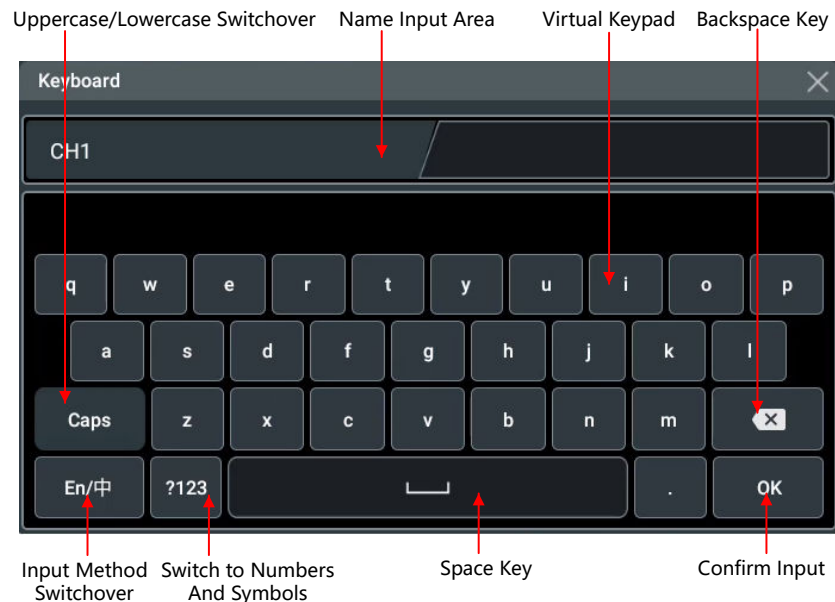 Uppercase/Lowercase Switchover Name Input Area Virtual Keypad Backspace Key
Keyboard
CH1
q w e r t y u i o p
a s d f g h j k l
Caps z x c v b n m
En/中 ?123 . OK
Input Method Switchover
Switch to Numbers And Symbols
Space Key
Confirm Input